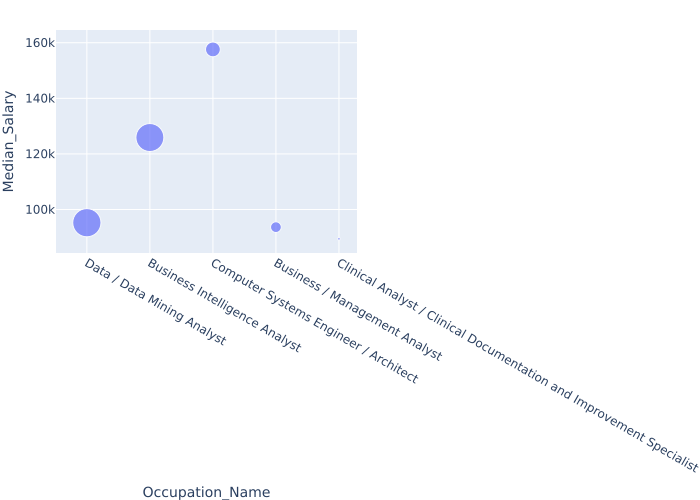 160k
140k
120k
100k
Median_Salary
Data / Data Mining Analyst
Business Intelligence Analyst
Computer Systems Engineer / Architect
Business / Management Analyst
Clinical Analyst / Clinical Documentation and Improvement Specialist
Occupation_Name